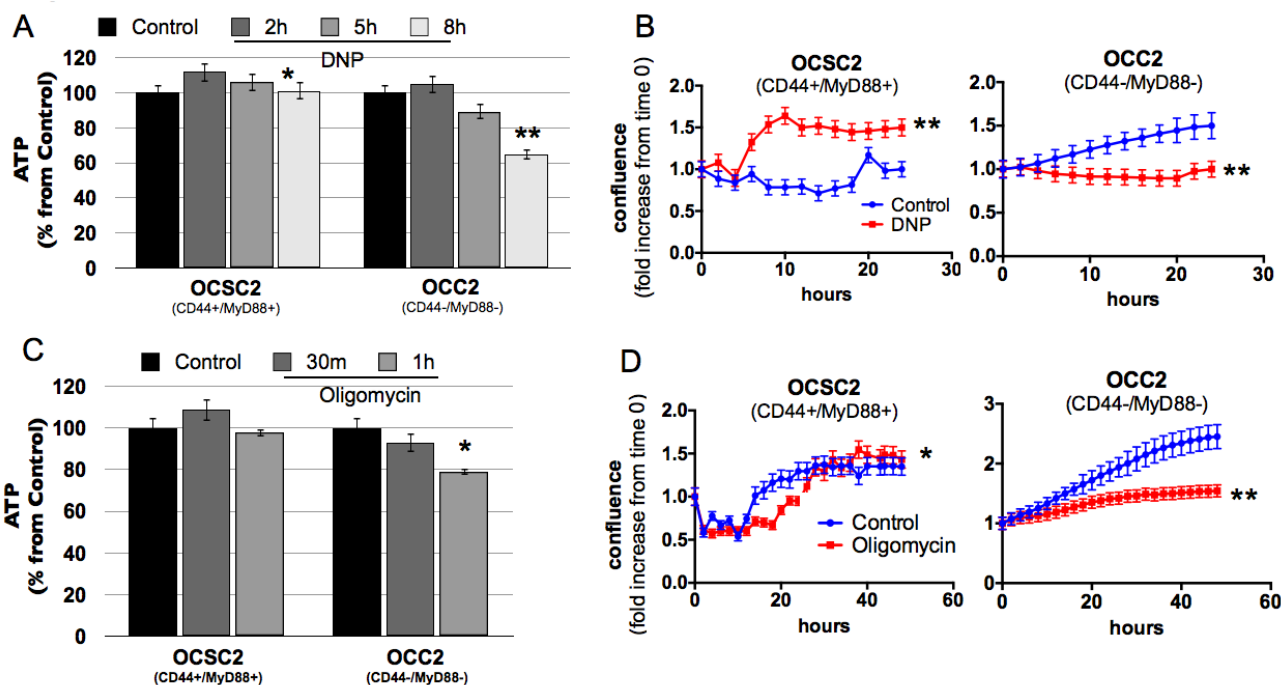 A
Control 2h 5h 8h
DNP
120
100
80
60
40
20
0
ATP
(% from Control)
*
**
OCSC2
(CD44+/MyD88+)
OCC2
(CD44-/MyD88-)
B
OCSC2
(CD44+/MyD88+)
2.0
1.5
1.0
0.5
0.0
confluence
(fold increase from time 0)
**
Control
DNP
0 10 20 30
hours
OCC2
(CD44-/MyD88-)
2.0
1.5
1.0
0.5
0.0
**
0 10 20 30
hours
C
Control 30m 1h
Oligomycin
120
100
80
60
40
20
0
ATP
(% from Control)
*
OCSC2
(CD44+/MyD88+)
OCC2
(CD44-/MyD88-)
D
OCSC2
(CD44+/MyD88+)
2.0
1.5
1.0
0.5
0.0
confluence
(fold increase from time 0)
*
Control
Oligomycin
0 20 40 60
hours
OCC2
(CD44-/MyD88-)
3
2
1
0
**
0 20 40 60
hours